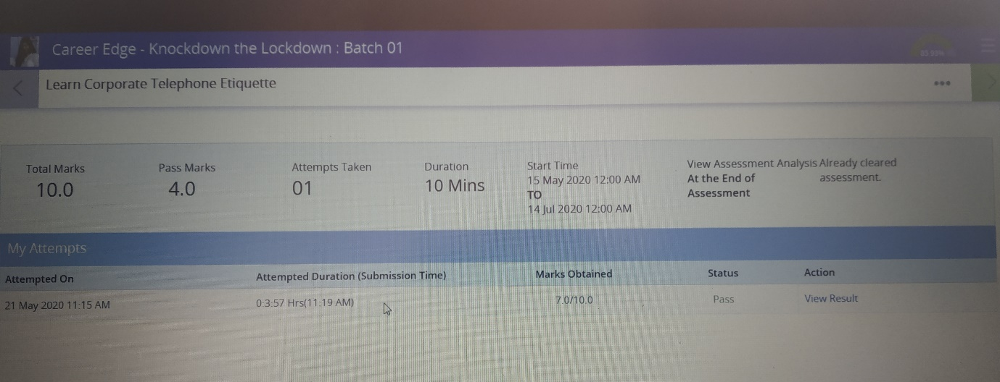 Career Edge - Knockdown the Lockdown : Batch 01
Learn Corporate Telephone Etiquette
Total Marks
10.0
Pass Marks
4.0
Attempts Taken
01
Duration
10 Mins
Start Time
15 May 2020 12:00 AM
TO
14 Jul 2020 12:00 AM
View Assessment Analysis
At the End of
Assessment
Already cleared
assessment.
My Attempts
Attempted On
Attempted Duration (Submission Time)
Marks Obtained
Status
Action
21 May 2020 11:15 AM
0:3:57 Hrs(11:19 AM)
7.0/10.0
Pass
View Result